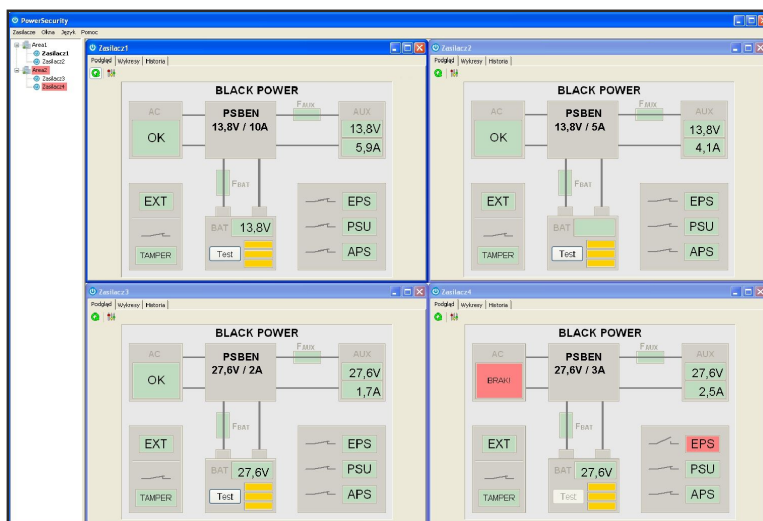 PowerSecurity
Zasilacze Okna Język Pomoc
Area1
Zasilacz1
Zasilacz2
Area2
Zasilacz3
Zasilacz4
Zasilacz1
Podgląd Wykresy Historia
BLACK POWER
AC
OK
PSBEN
13,8V / 10A
FAUX
AUX
13,8V
5,9A
FBAT
EXT
TAMPER
BAT 13,8V
Test
EPS
PSU
APS
Zasilacz2
Podgląd Wykresy Historia
BLACK POWER
AC
OK
PSBEN
13,8V / 5A
FAUX
AUX
13,8V
4,1A
FBAT
EXT
TAMPER
BAT
Test
EPS
PSU
APS
Zasilacz3
Podgląd Wykresy Historia
BLACK POWER
AC
OK
PSBEN
27,6V / 2A
FAUX
AUX
27,6V
1,7A
FBAT
EXT
TAMPER
BAT 27,6V
Test
EPS
PSU
APS
Zasilacz4
Podgląd Wykresy Historia
BLACK POWER
AC
BRAK!
PSBEN
27,6V / 3A
FAUX
AUX
27,6V
2,5A
FBAT
EXT
TAMPER
BAT 27,6V
Test
EPS
PSU
APS